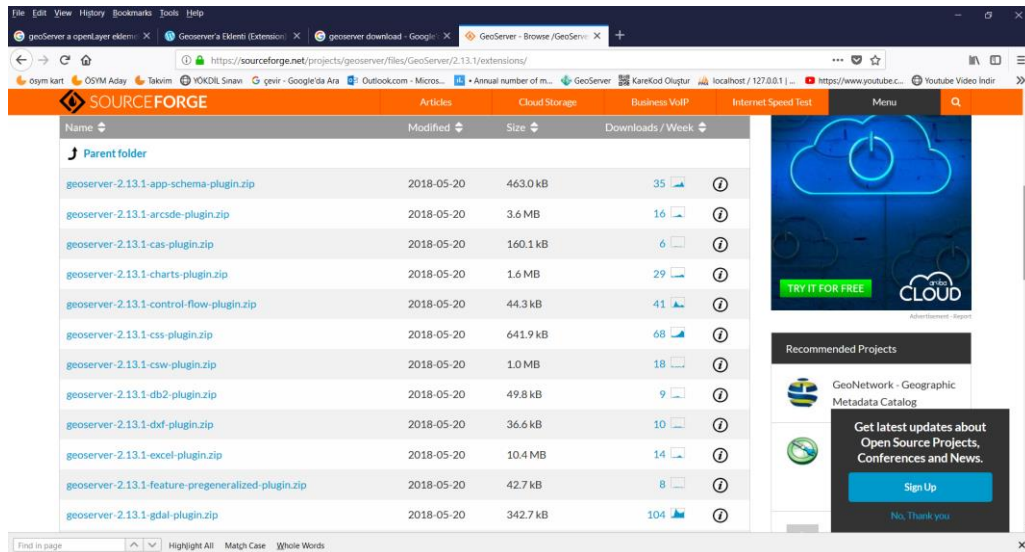 File Edit View History Bookmarks Tools Help
geoServer a openLayer ekleme
Geoserver'a Eklenti (Extension)
geoserver download - Google'
GeoServer - Browse /GeoServe
https://sourceforge.net/projects/geoserver/files/GeoServer/2.13.1/extensions/
ösym kart ÖSYM Aday Takvim YÖKDİL Sınavı çevir - Google'da Ara Outlook.com - Micros... • Annual number of m... GeoServer KareKod Oluştur localhost / 127.0.0.1 | ... https://www.youtube.c... Youtube Video İndir
SOURCEFORGE Articles Cloud Storage Business VoIP Internet Speed Test Menu
Name Modified Size Downloads / Week
Parent folder
geoserver-2.13.1-app-schema-plugin.zip 2018-05-20 463.0 kB 35
geoserver-2.13.1-arcsde-plugin.zip 2018-05-20 3.6 MB 16
geoserver-2.13.1-cas-plugin.zip 2018-05-20 160.1 kB 6
geoserver-2.13.1-charts-plugin.zip 2018-05-20 1.6 MB 29
geoserver-2.13.1-control-flow-plugin.zip 2018-05-20 44.3 kB 41
geoserver-2.13.1-css-plugin.zip 2018-05-20 641.9 kB 68
geoserver-2.13.1-csw-plugin.zip 2018-05-20 1.0 MB 18
geoserver-2.13.1-db2-plugin.zip 2018-05-20 49.8 kB 9
geoserver-2.13.1-dxf-plugin.zip 2018-05-20 36.6 kB 10
geoserver-2.13.1-excel-plugin.zip 2018-05-20 10.4 MB 14
geoserver-2.13.1-feature-pregeneralized-plugin.zip 2018-05-20 42.7 kB 8
geoserver-2.13.1-gdal-plugin.zip 2018-05-20 342.7 kB 104
TRY IT FOR FREE
aruba
CLOUD
Advertisement - Report
Recommended Projects
GeoNetwork - Geographic
Metadata Catalog
Get latest updates about
Open Source Projects,
Conferences and News.
Sign Up
No, Thank you
Find in page Highlight All Match Case Whole Words